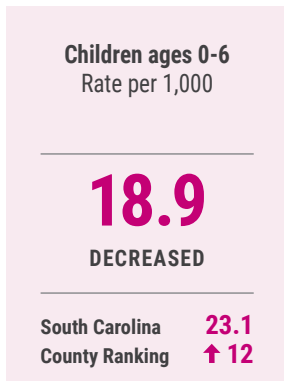 Children ages 0-6
Rate per 1,000
18.9
DECREASED
South Carolina 23.1
County Ranking ↑ 12